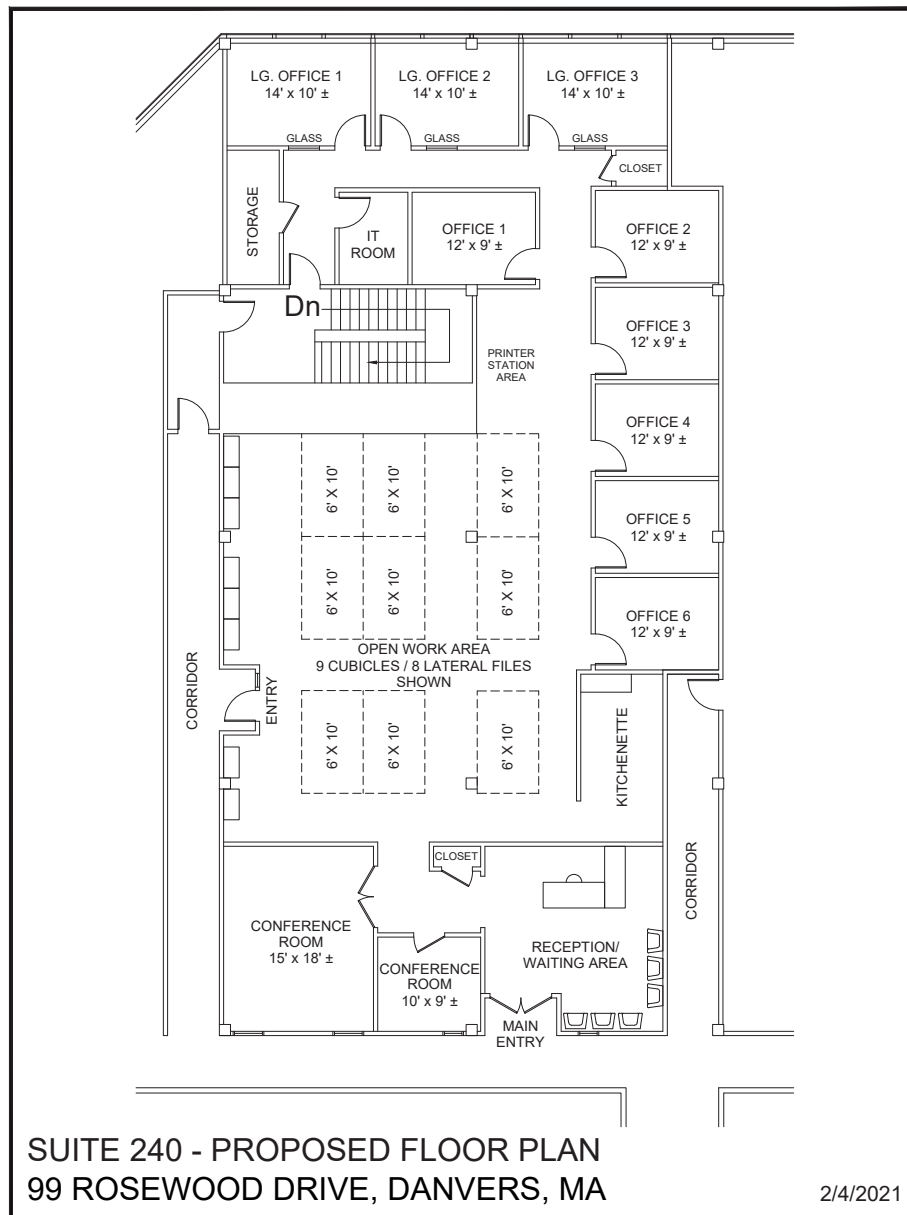 LG. OFFICE 1
14' x 10' ±
LG. OFFICE 2
14' x 10' ±
LG. OFFICE 3
14' x 10' ±
GLASS
GLASS
GLASS
CLOSET
STORAGE
IT
ROOM
OFFICE 1
12' x 9' ±
OFFICE 2
12' x 9' ±
Dn
OFFICE 3
12' x 9' ±
PRINTER
STATION
AREA
OFFICE 4
12' x 9' ±
6' X 10'
6' X 10'
6' X 10'
OFFICE 5
12' x 9' ±
6' X 10'
6' X 10'
6' X 10'
OFFICE 6
12' x 9' ±
OPEN WORK AREA
9 CUBICLES / 8 LATERAL FILES
SHOWN
CORRIDOR
ENTRY
6' X 10'
6' X 10'
6' X 10'
KITCHENETTE
CLOSET
CORRIDOR
CONFERENCE
ROOM
15' x 18' ±
CONFERENCE
ROOM
10' x 9' ±
RECEPTION/
WAITING AREA
MAIN
ENTRY
SUITE 240 - PROPOSED FLOOR PLAN
99 ROSEWOOD DRIVE, DANVERS, MA
2/4/2021